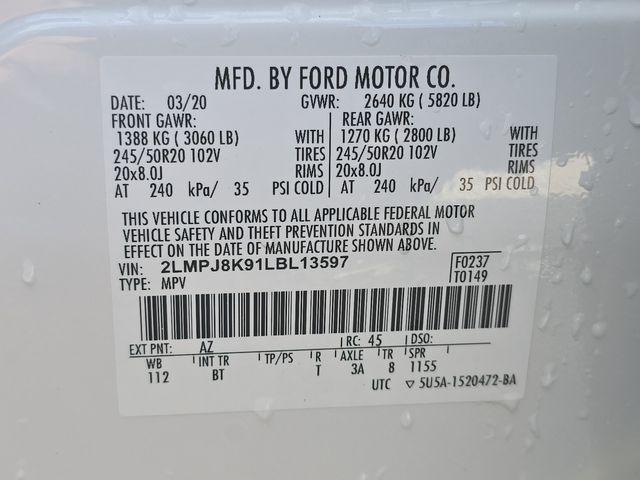 MFD. BY FORD MOTOR CO.
DATE: 03/20 GVWR: 2640 KG ( 5820 LB)
FRONT GAWR: REAR GAWR:
1388 KG ( 3060 LB) WITH 1270 KG ( 2800 LB) WITH
245/50R20 102V TIRES 245/50R20 102V TIRES
20x8.0J RIMS 20x8.0J RIMS
AT 240 kPa/ 35 PSI COLD AT 240 kPa/ 35 PSI COLD
THIS VEHICLE CONFORMS TO ALL APPLICABLE FEDERAL MOTOR
VEHICLE SAFETY AND THEFT PREVENTION STANDARDS IN
EFFECT ON THE DATE OF MANUFACTURE SHOWN ABOVE.
VIN: 2LMPJ8K91LBL13597 F0237
TYPE: MPV T0149
EXT PNT: AZ RC: 45 DSO:
WB INT TR TP/PS R AXLE TR SPR
112 BT T 3A 8 1155
UTC ▽ 5U5A-1520472-BA